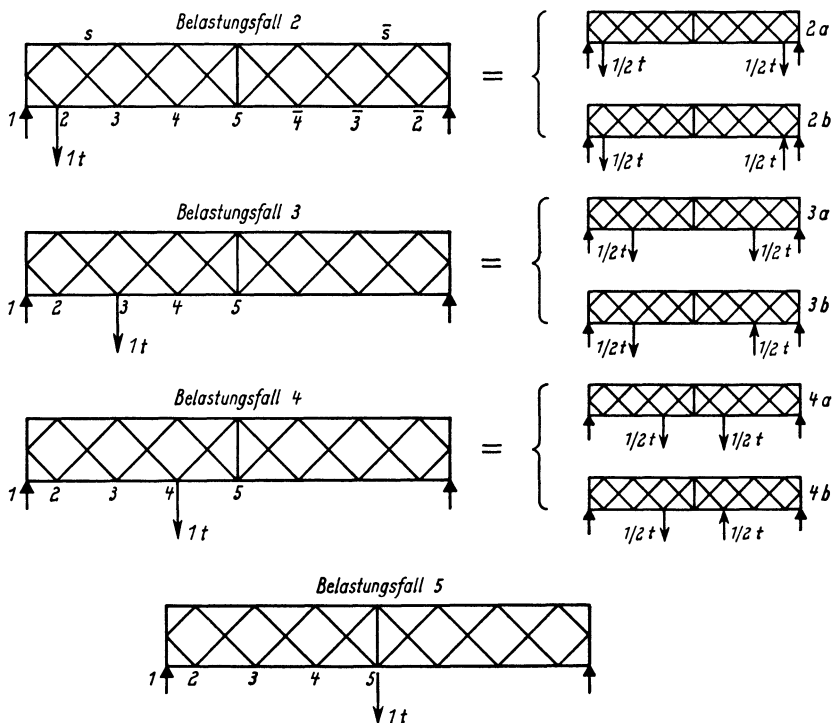 Belastungsfall 2
s s̄
1 2 3 4 5 4̄ 3̄ 2̄
1t
=
2a
1/2 t 1/2 t
2b
1/2 t 1/2 t
Belastungsfall 3
1 2 3 4 5
1t
=
3a
1/2 t 1/2 t
3b
1/2 t 1/2 t
Belastungsfall 4
1 2 3 4 5
1t
=
4a
1/2 t 1/2 t
4b
1/2 t 1/2 t
Belastungsfall 5
1 2 3 4 5
1t